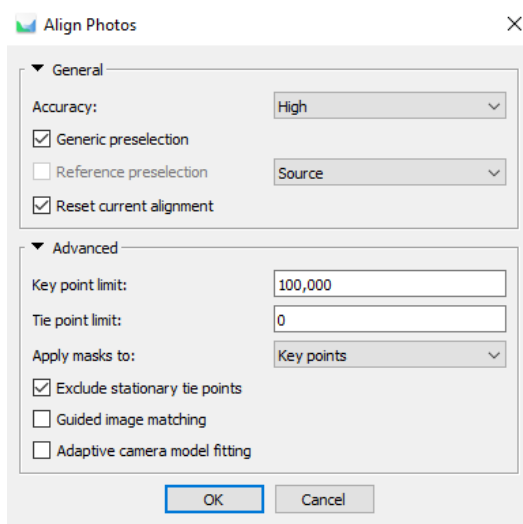 Align Photos
General
Accuracy: High
Generic preselection
Reference preselection Source
Reset current alignment
Advanced
Key point limit: 100,000
Tie point limit: 0
Apply masks to: Key points
Exclude stationary tie points
Guided image matching
Adaptive camera model fitting
OK Cancel